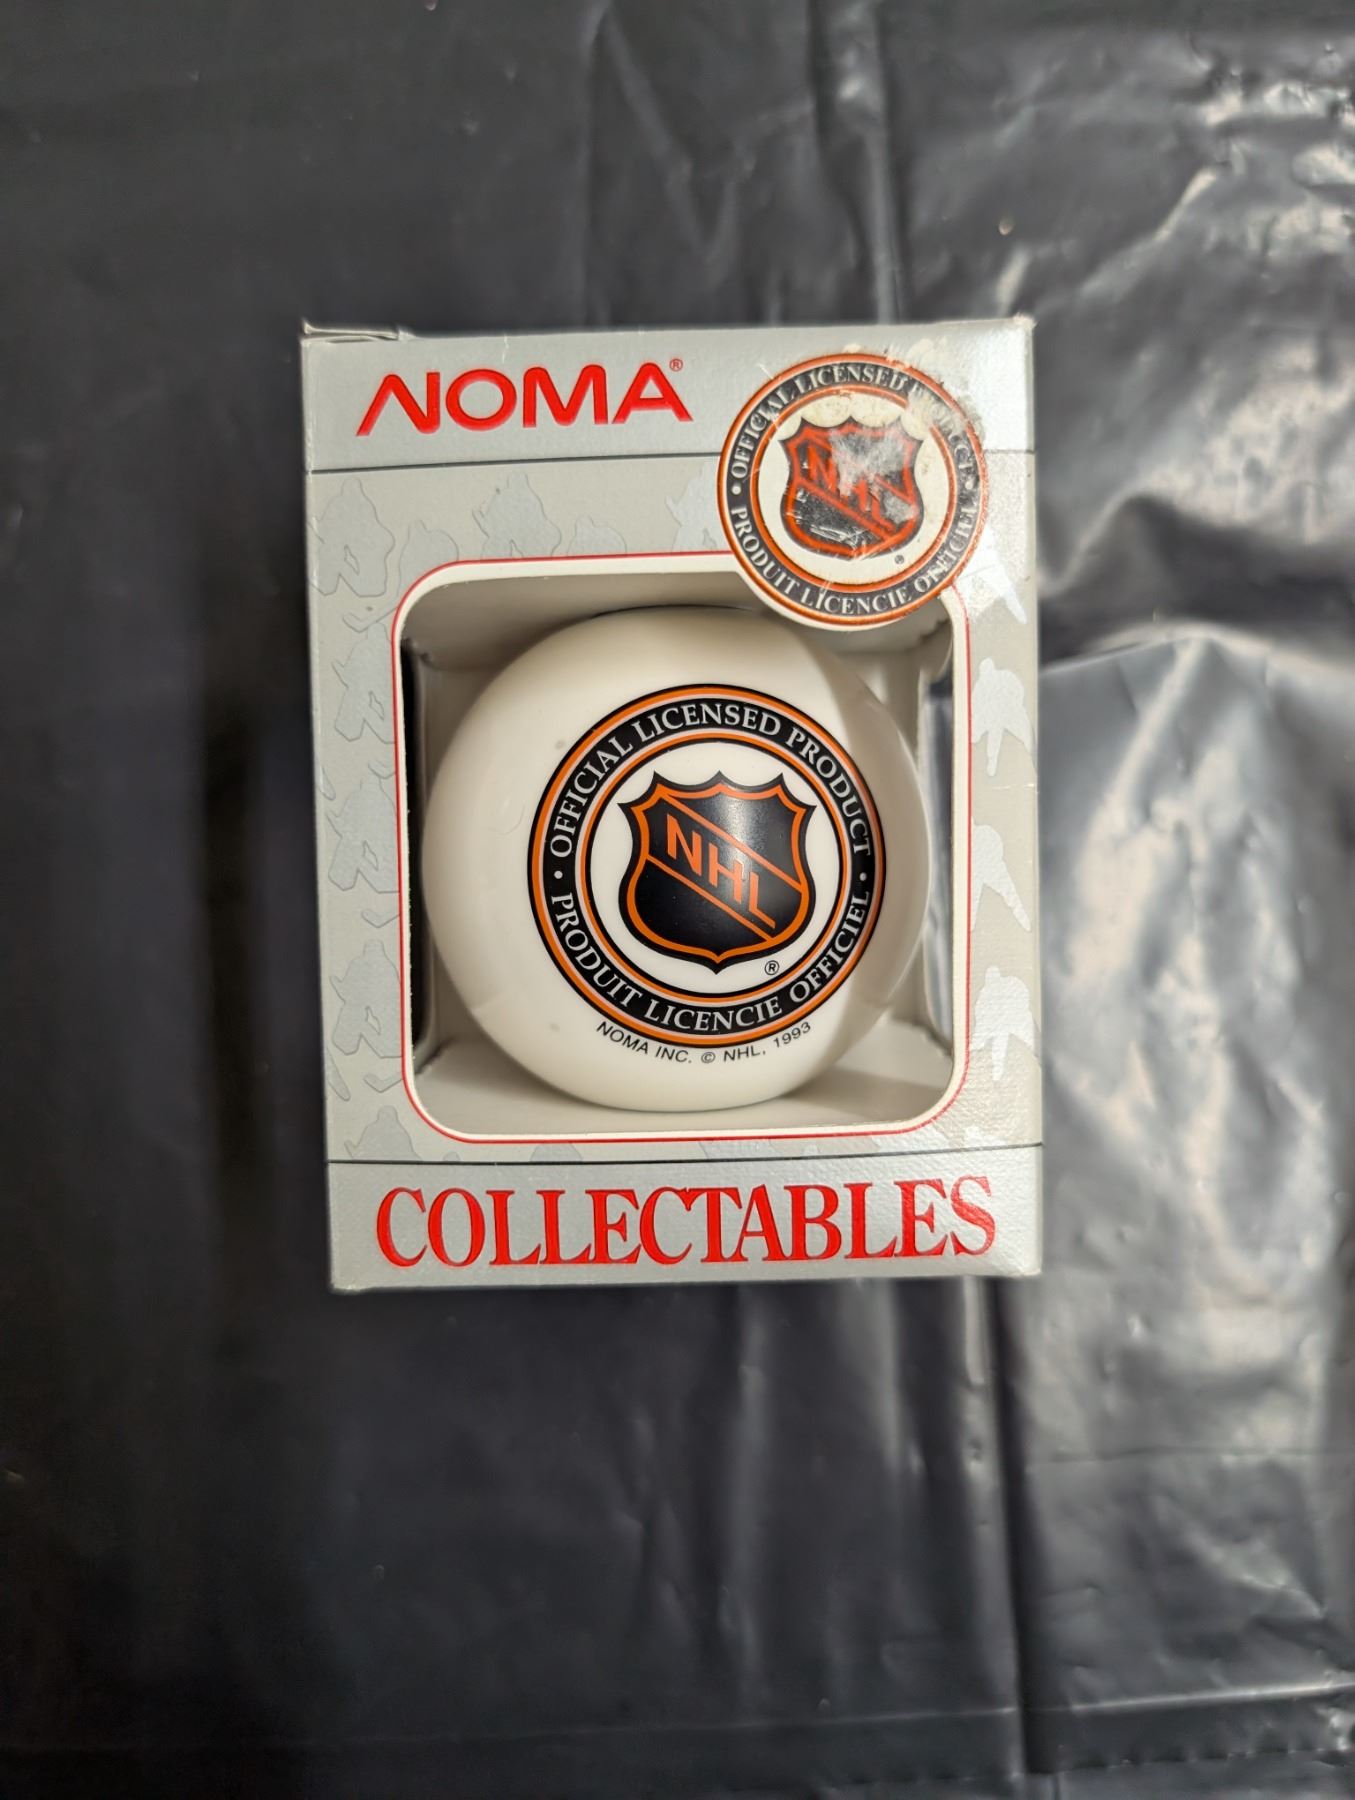 NOMA®
• OFFICIAL LICENSED PRODUCT •
NHL
®
PRODUIT LICENCIE OFFICIEL
• OFFICIAL LICENSED PRODUCT •
NHL
®
PRODUIT LICENCIE OFFICIEL
NOMA INC. © NHL, 1993
COLLECTABLES